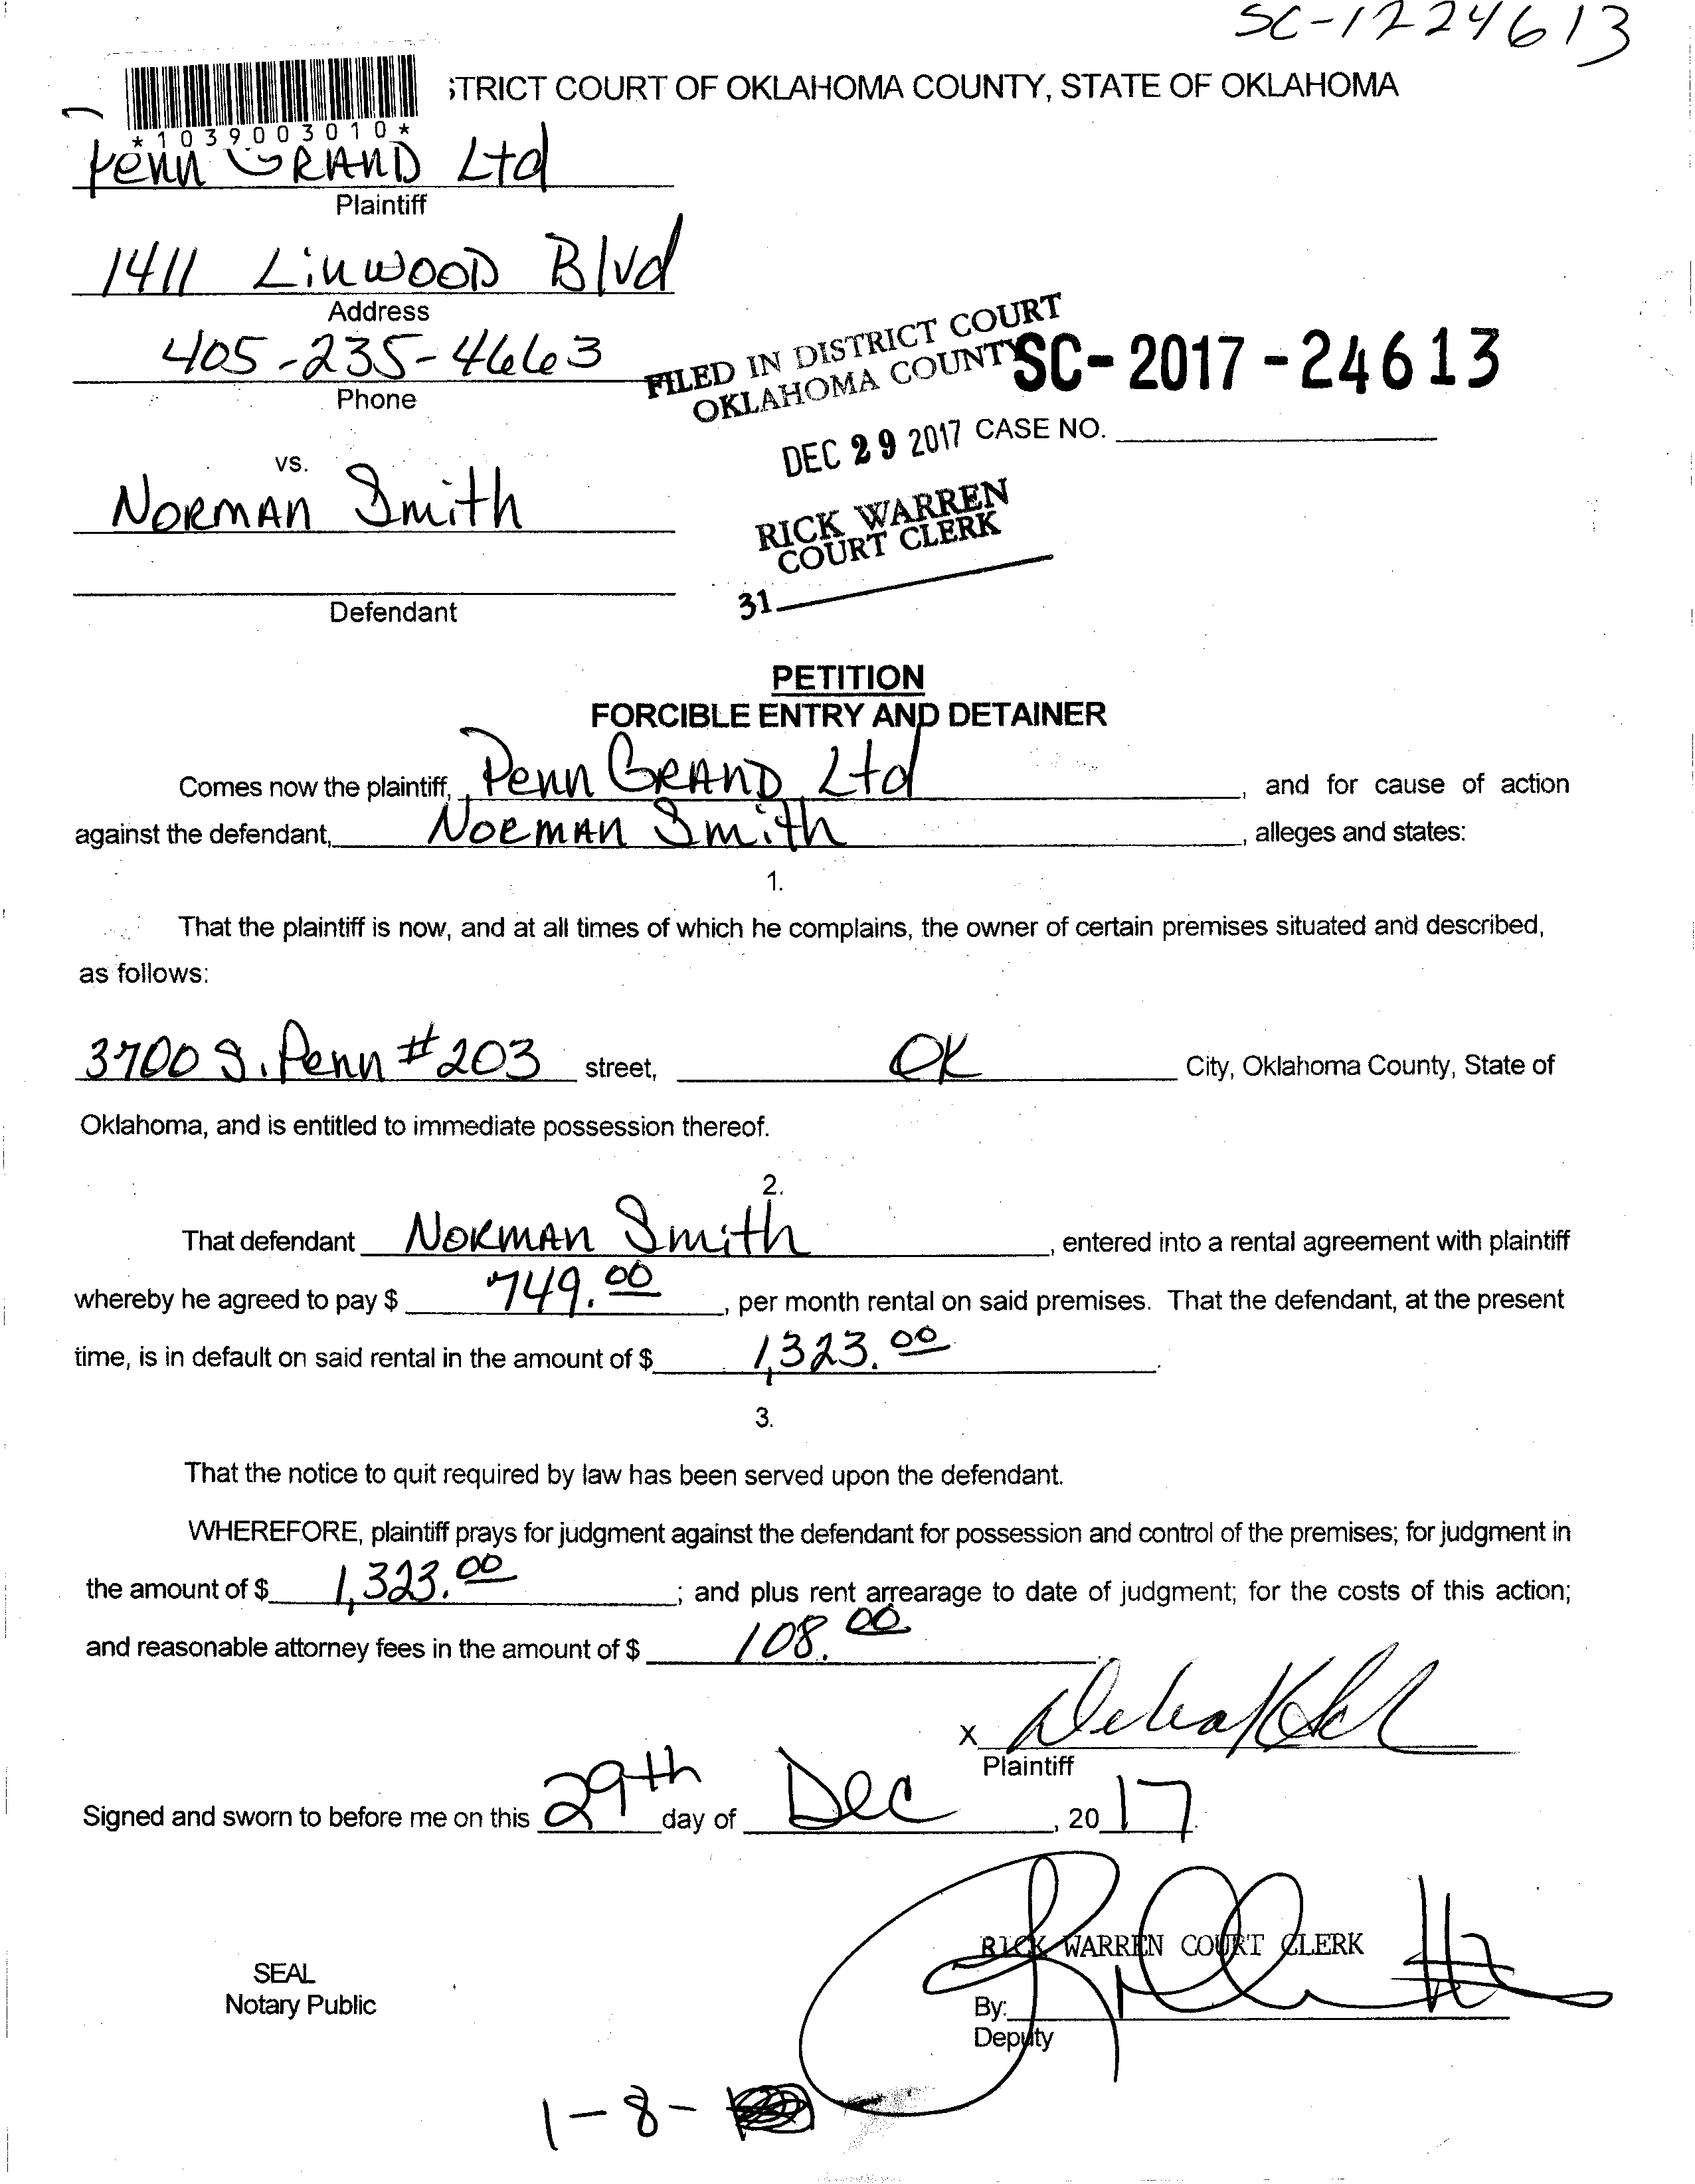 SC-1224613
*1039003010*
TRICT COURT OF OKLAHOMA COUNTY, STATE OF OKLAHOMA
Penn GRAND Ltd
Plaintiff
1411 Linwood Blvd
Address
405-235-4663
Phone
FILED IN DISTRICT COURT
OKLAHOMA COUNTY
SC-2017-24613
DEC 29 2017
CASE NO.
vs.
NORMAN Smith
RICK WARREN
COURT CLERK
31
Defendant
PETITION
FORCIBLE ENTRY AND DETAINER
Comes now the plaintiff, Penn GRAND Ltd, and for cause of action
against the defendant, NORMAN Smith, alleges and states:
1.
That the plaintiff is now, and at all times of which he complains, the owner of certain premises situated and described,
as follows:
3700 S. Penn #203 street, OK City, Oklahoma County, State of
Oklahoma, and is entitled to immediate possession thereof.
2.
That defendant NORMAN Smith, entered into a rental agreement with plaintiff
whereby he agreed to pay $ 749.00, per month rental on said premises. That the defendant, at the present
time, is in default on said rental in the amount of $ 1,323.00.
3.
That the notice to quit required by law has been served upon the defendant.
WHEREFORE, plaintiff prays for judgment against the defendant for possession and control of the premises; for judgment in
the amount of $ 1,323.00; and plus rent arrearage to date of judgment; for the costs of this action;
and reasonable attorney fees in the amount of $ 108.00.
X
Plaintiff
Signed and sworn to before me on this 29th day of Dec, 2017.
RICK WARREN COURT CLERK
SEAL
Notary Public
By:
Deputy
1-8-